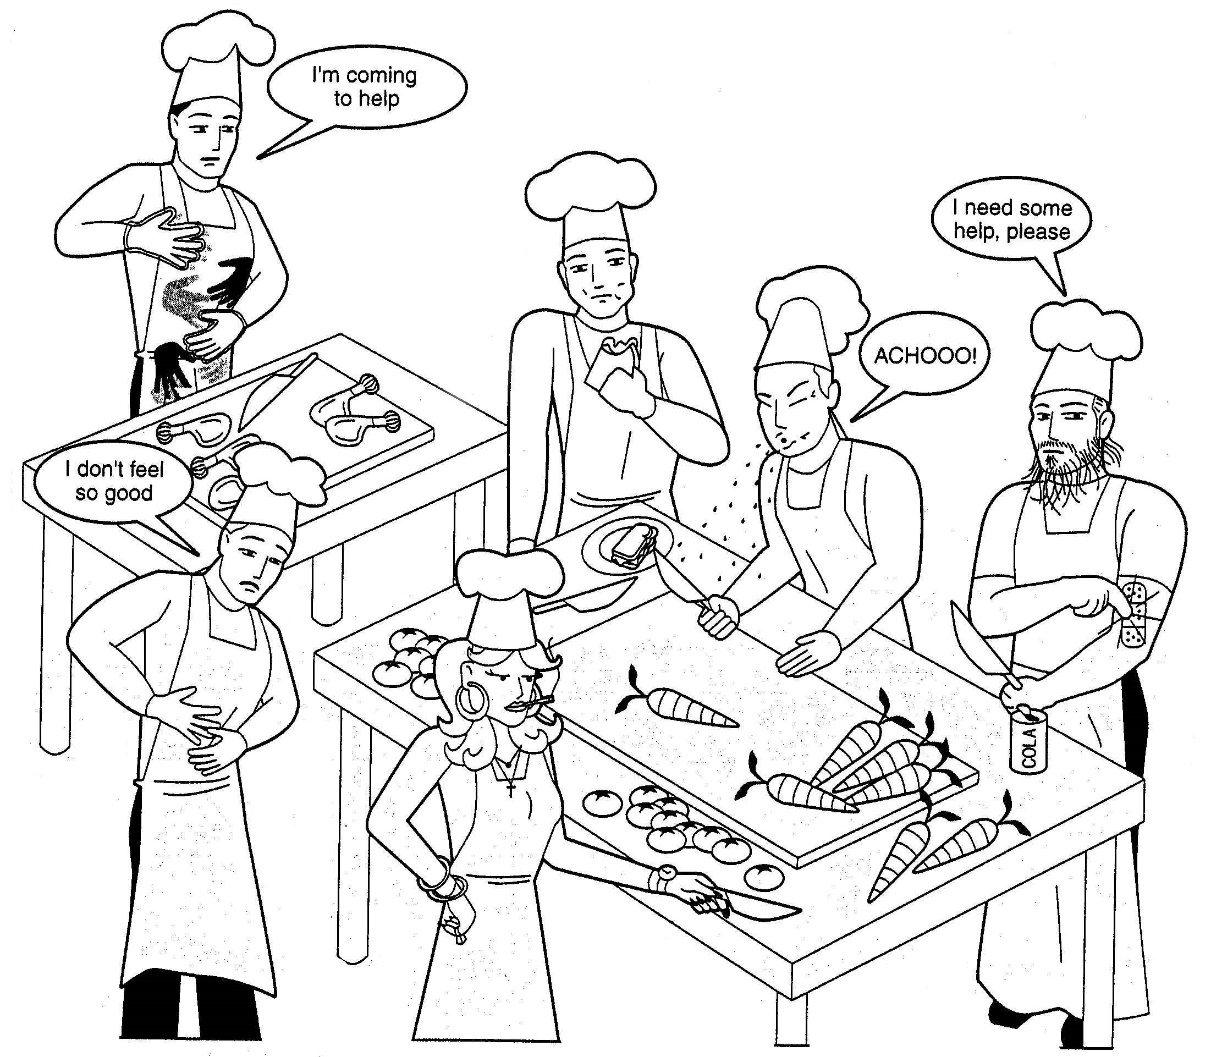 I'm coming
to help
I need some
help, please
ACHOOO!
I don't feel
so good
COLA